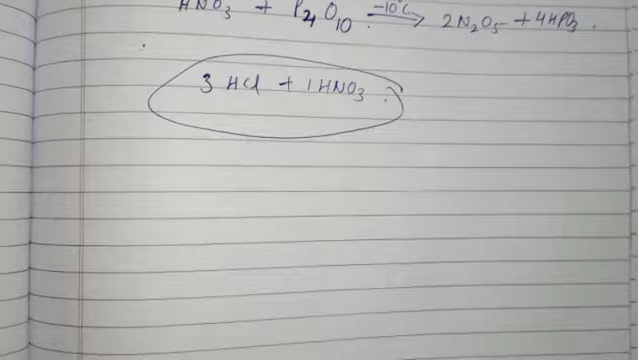 HNO3 + P4O10 -10°C → 2N2O5 + 4HPO3.
3 HCl + 1 HNO3